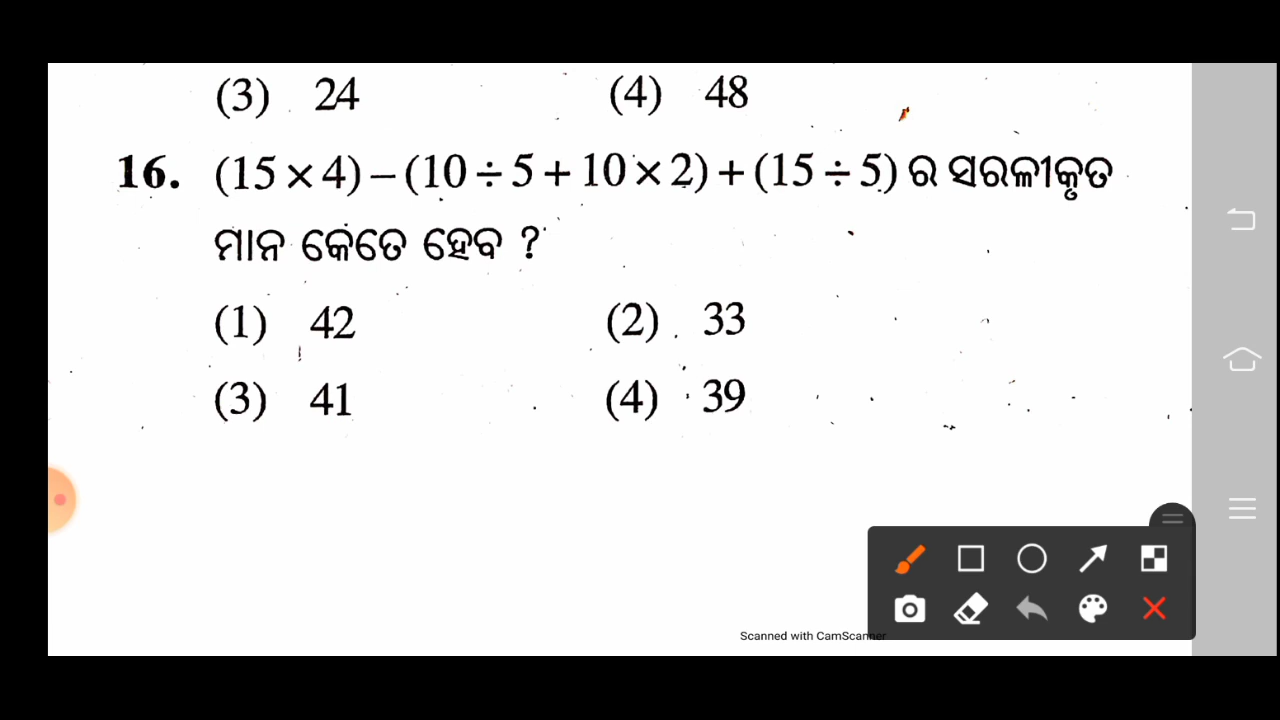 (3) 24 (4) 48
16. (15 × 4) – (10 ÷ 5 + 10 × 2) + (15 ÷ 5) ର ସରଳୀକୃତ
ମାନ କେତେ ହେବ ?
(1) 42 (2) 33
(3) 41 (4) 39
Scanned with CamScanner